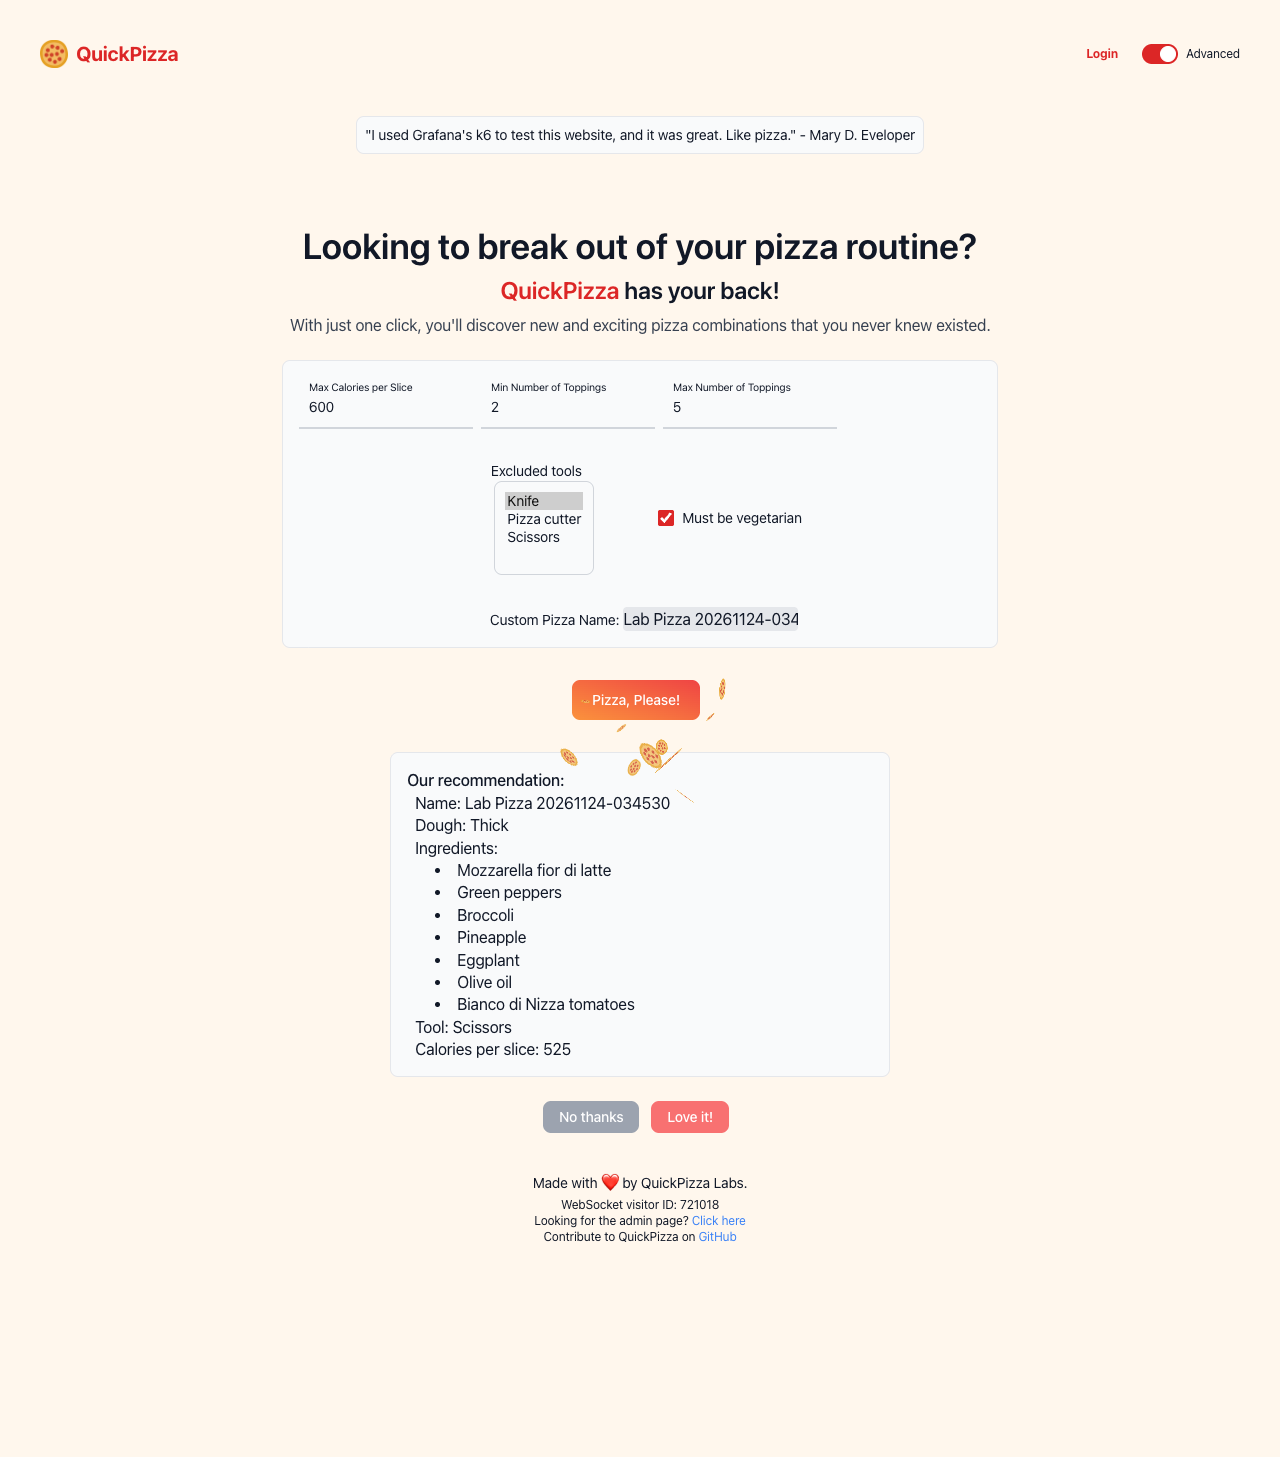 QuickPizza
Login
Advanced
"I used Grafana's k6 to test this website, and it was great. Like pizza." - Mary D. Eveloper
Looking to break out of your pizza routine?
QuickPizza has your back!
With just one click, you'll discover new and exciting pizza combinations that you never knew existed.
Max Calories per Slice
600
Min Number of Toppings
2
Max Number of Toppings
5
Excluded tools
Knife
Pizza cutter
Scissors
Must be vegetarian
Custom Pizza Name: Lab Pizza 20261124-034
Pizza, Please!
Our recommendation:
Name: Lab Pizza 20261124-034530
Dough: Thick
Ingredients:
• Mozzarella fior di latte
• Green peppers
• Broccoli
• Pineapple
• Eggplant
• Olive oil
• Bianco di Nizza tomatoes
Tool: Scissors
Calories per slice: 525
No thanks
Love it!
Made with ❤️ by QuickPizza Labs.
WebSocket visitor ID: 721018
Looking for the admin page? Click here
Contribute to QuickPizza on GitHub